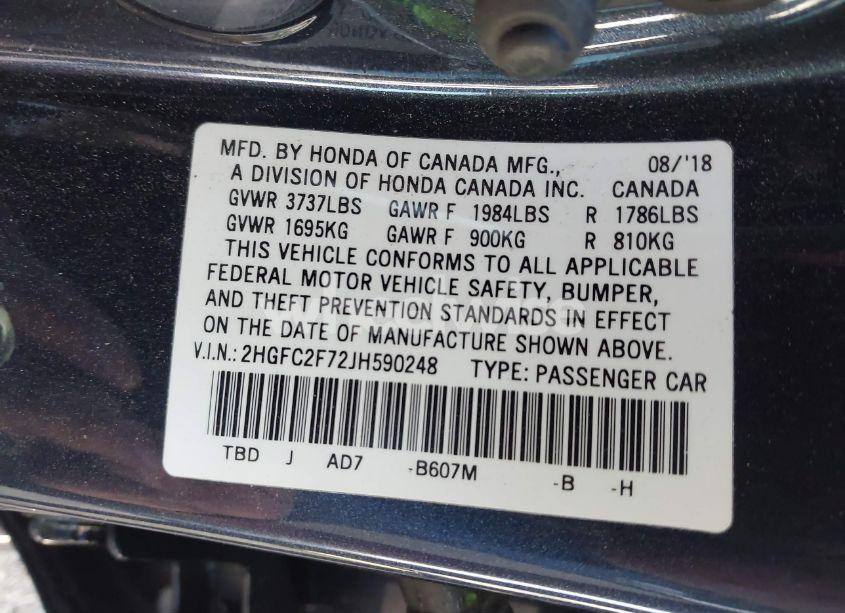 MFD. BY HONDA OF CANADA MFG., 08/'18
A DIVISION OF HONDA CANADA INC. CANADA
GVWR 3737LBS GAWR F 1984LBS R 1786LBS
GVWR 1695KG GAWR F 900KG R 810KG
THIS VEHICLE CONFORMS TO ALL APPLICABLE
FEDERAL MOTOR VEHICLE SAFETY, BUMPER,
AND THEFT PREVENTION STANDARDS IN EFFECT
ON THE DATE OF MANUFACTURE SHOWN ABOVE.
V.I.N.: 2HGFC2F72JH590248 TYPE: PASSENGER CAR
TBD J AD7 -B607M -B -H